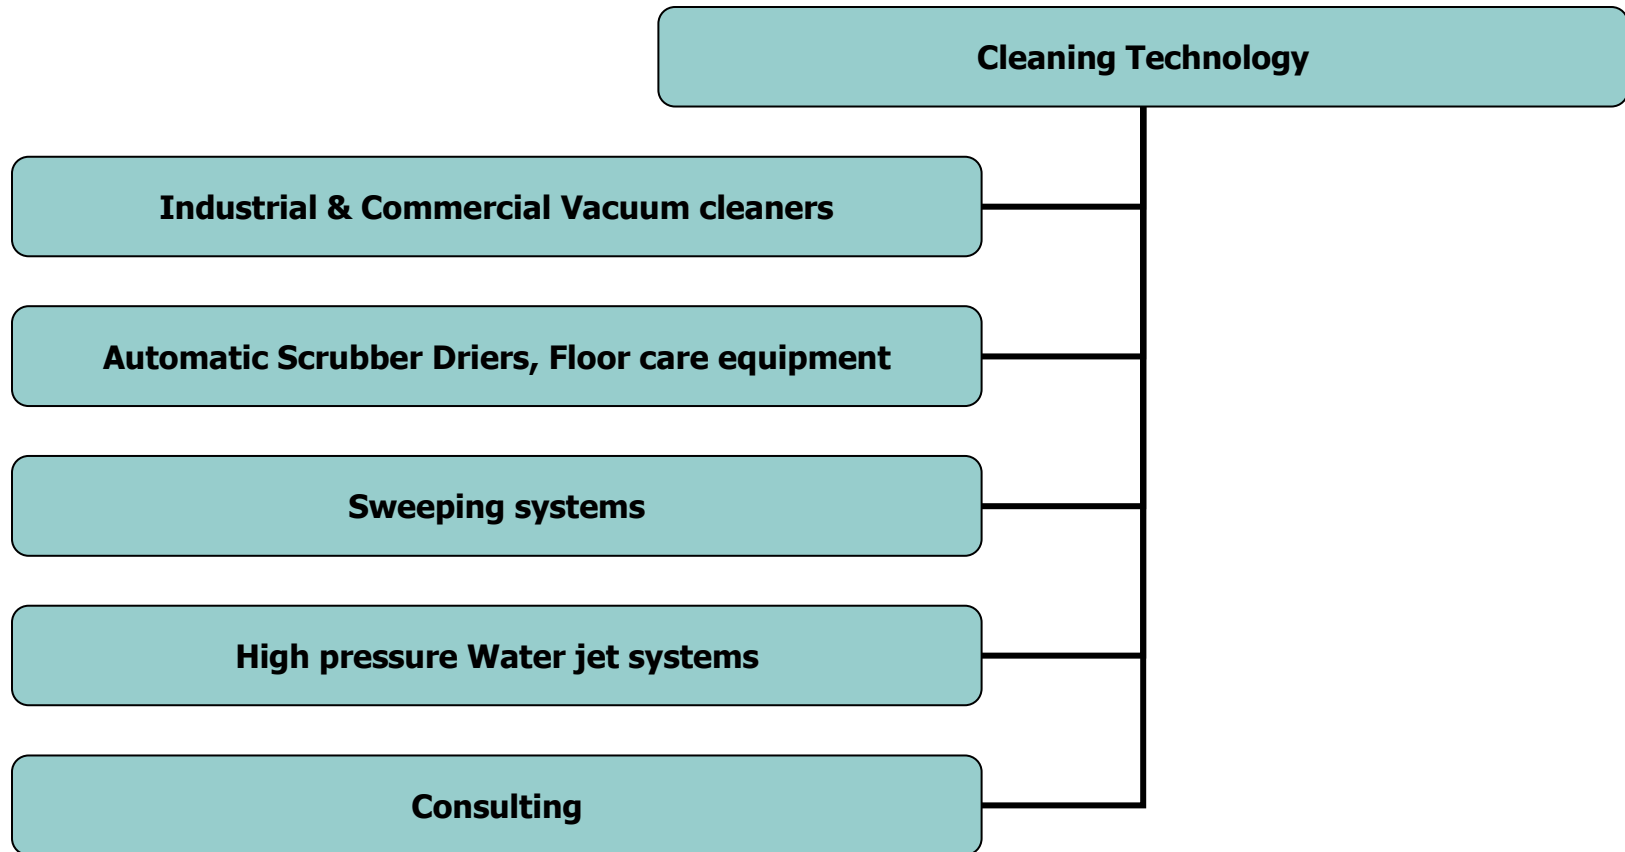 Cleaning Technology
Industrial & Commercial Vacuum cleaners
Automatic Scrubber Driers, Floor care equipment
Sweeping systems
High pressure Water jet systems
Consulting